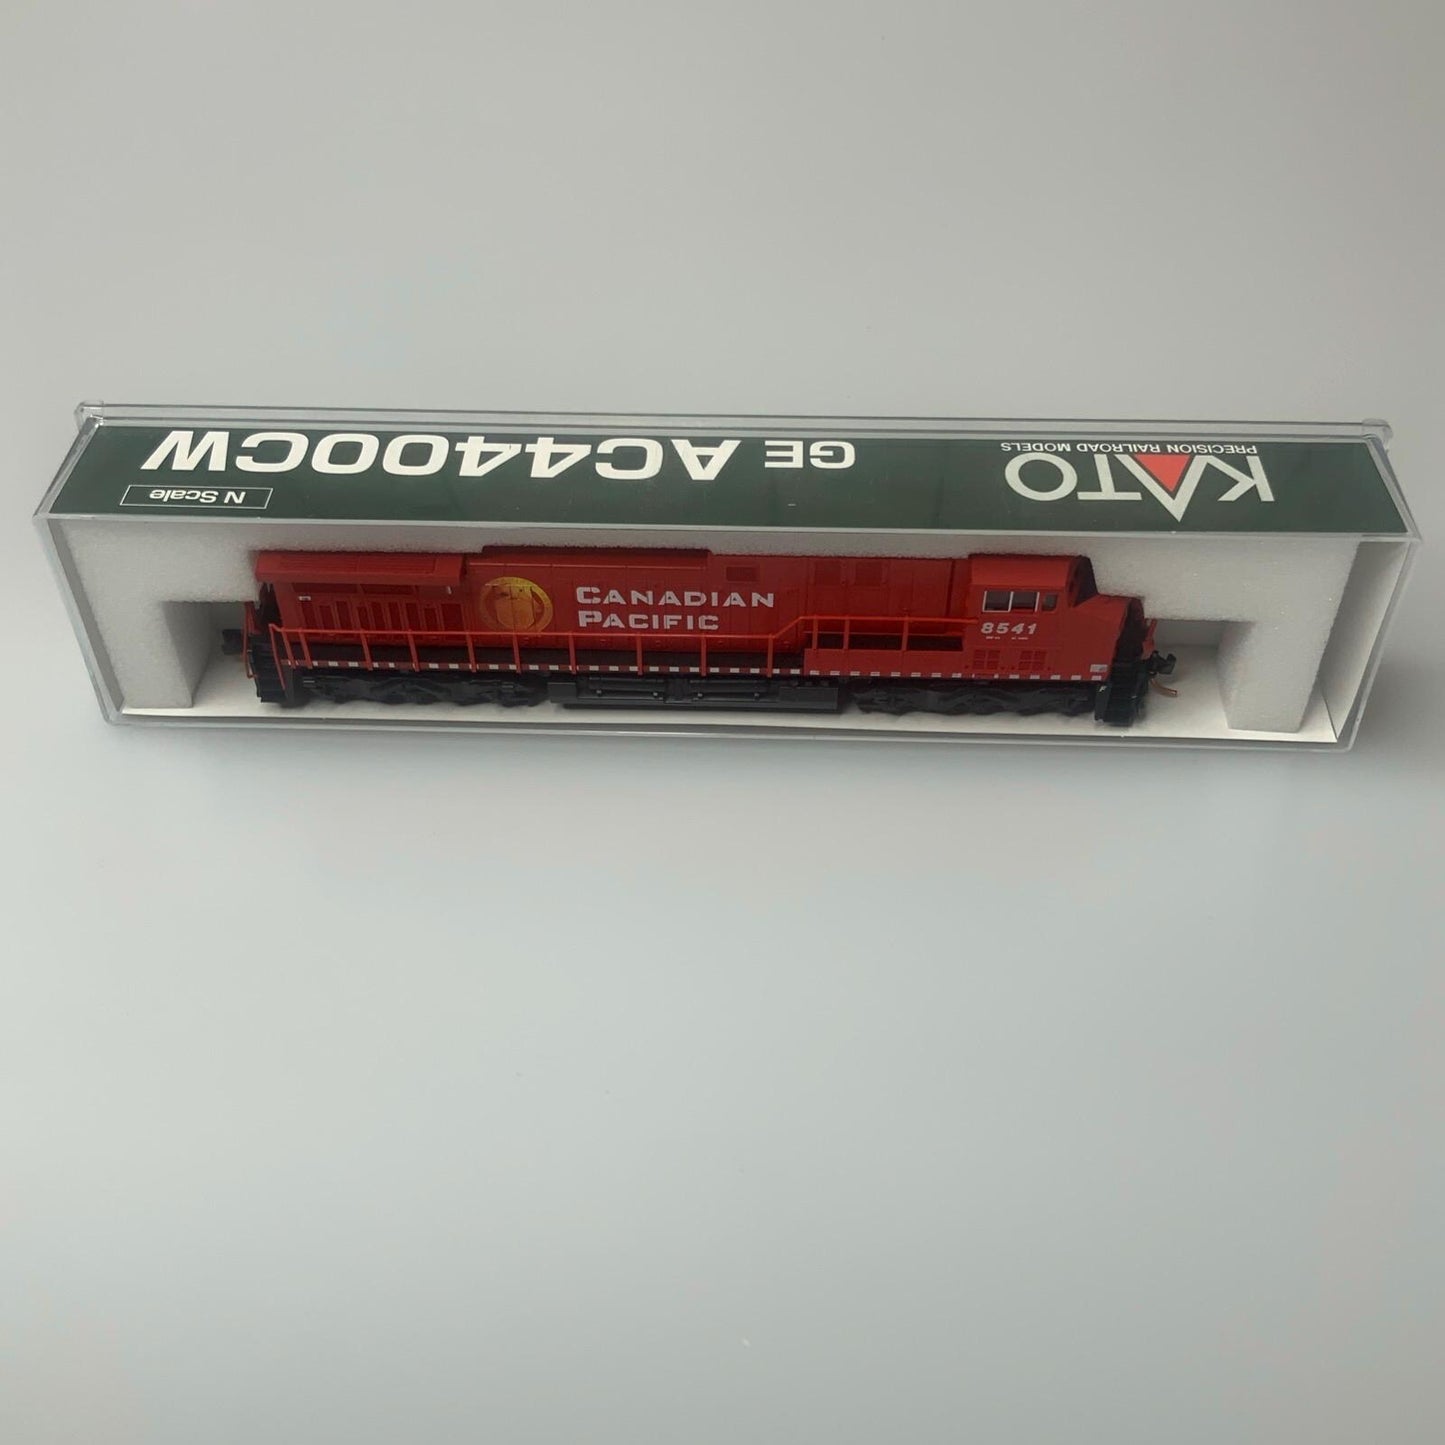 KATO
PRECISION RAILROAD MODELS
GE AC4400CW
N Scale
CANADIAN
PACIFIC
8541